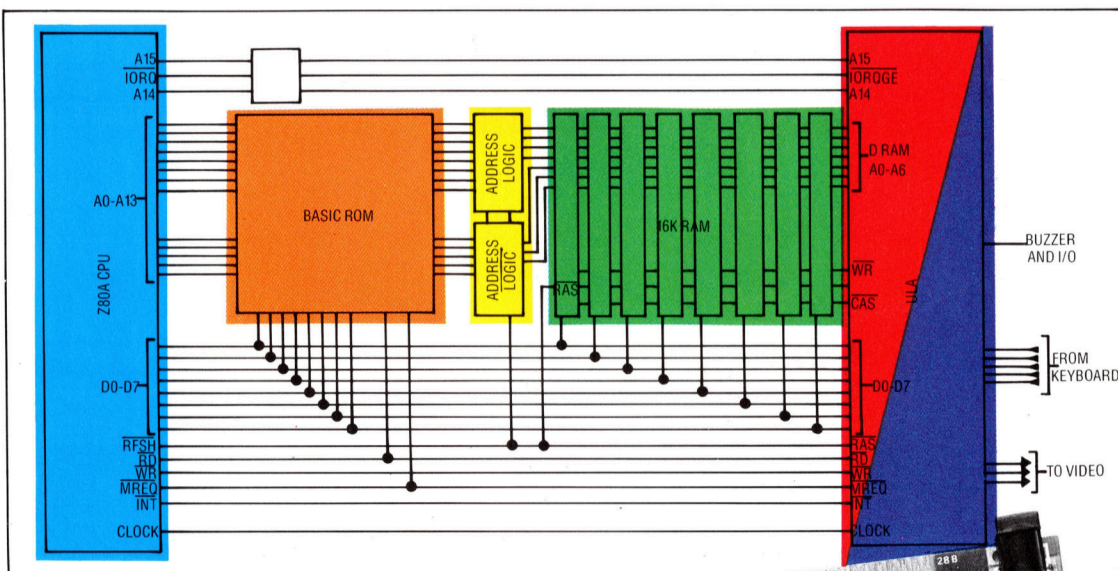 A15
IORQ
A14
A0-A13
Z80A CPU
D0-D7
RFSH
RD
WR
MREQ
INT
CLOCK
BASIC ROM
ADDRESS
LOGIC
ADDRESS
LOGIC
16K RAM
RAS
A15
IORQGE
A14
D RAM
A0-A6
WR
CAS
ULA
D0-D7
RAS
RD
WR
MREQ
INT
CLOCK
BUZZER
AND I/O
FROM
KEYBOARD
TO VIDEO
28 B